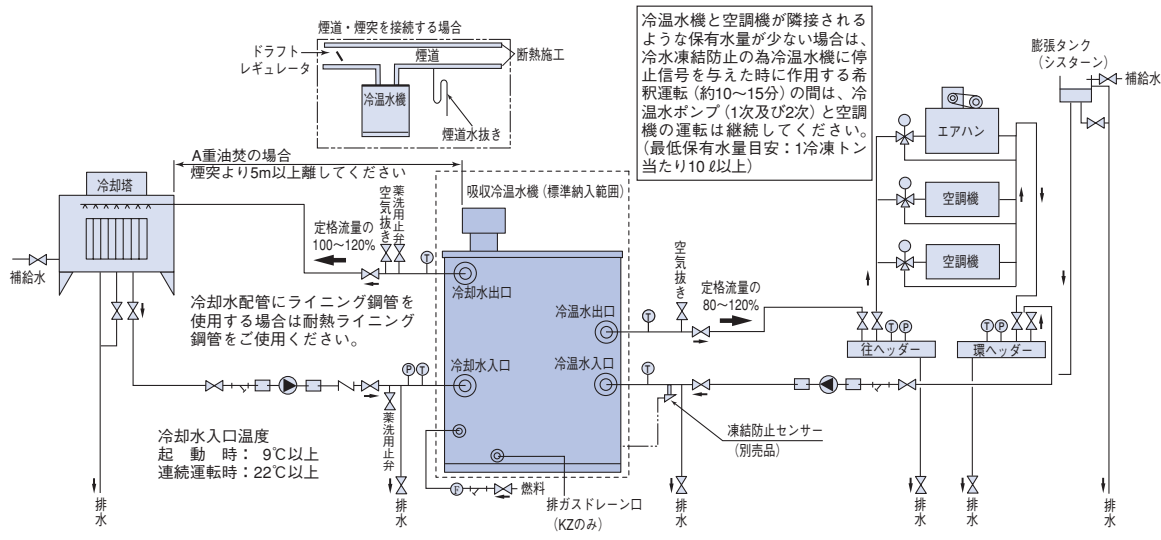 煙道・煙突を接続する場合
ドラフト
レギュレータ
煙道
断熱施工
冷温水機
煙道水抜き
冷温水機と空調機が隣接される
ような保有水量が少ない場合は、
冷水凍結防止の為冷温水機に停
止信号を与えた時に作用する希
釈運転（約10～15分）の間は、冷
温水ポンプ（1次及び2次）と空調
機の運転は継続してください。
（最低保有水量目安：1冷凍トン
当たり10ℓ以上）
膨張タンク
（シスターン）
補給水
エアハン
空調機
空調機
A重油焚の場合
煙突より5m以上離してください
冷却塔
補給水
定格流量の
100～120%
空気抜き
薬洗用止弁
T
吸収冷温水機（標準納入範囲）
冷却水出口
冷温水出口
冷却水入口
冷温水入口
空気抜き
定格流量の
80～120%
T
T P
往ヘッダー
T P
環ヘッダー
冷却水配管にライニング鋼管を
使用する場合は耐熱ライニング
鋼管をご使用ください。
P T
T
薬洗用止弁
冷却水入口温度
起動時：9℃以上
連続運転時：22℃以上
凍結防止センサー
（別売品）
F
燃料
排ガスドレーン口
（KZのみ）
排水
排水
排水
排水
排水
排水